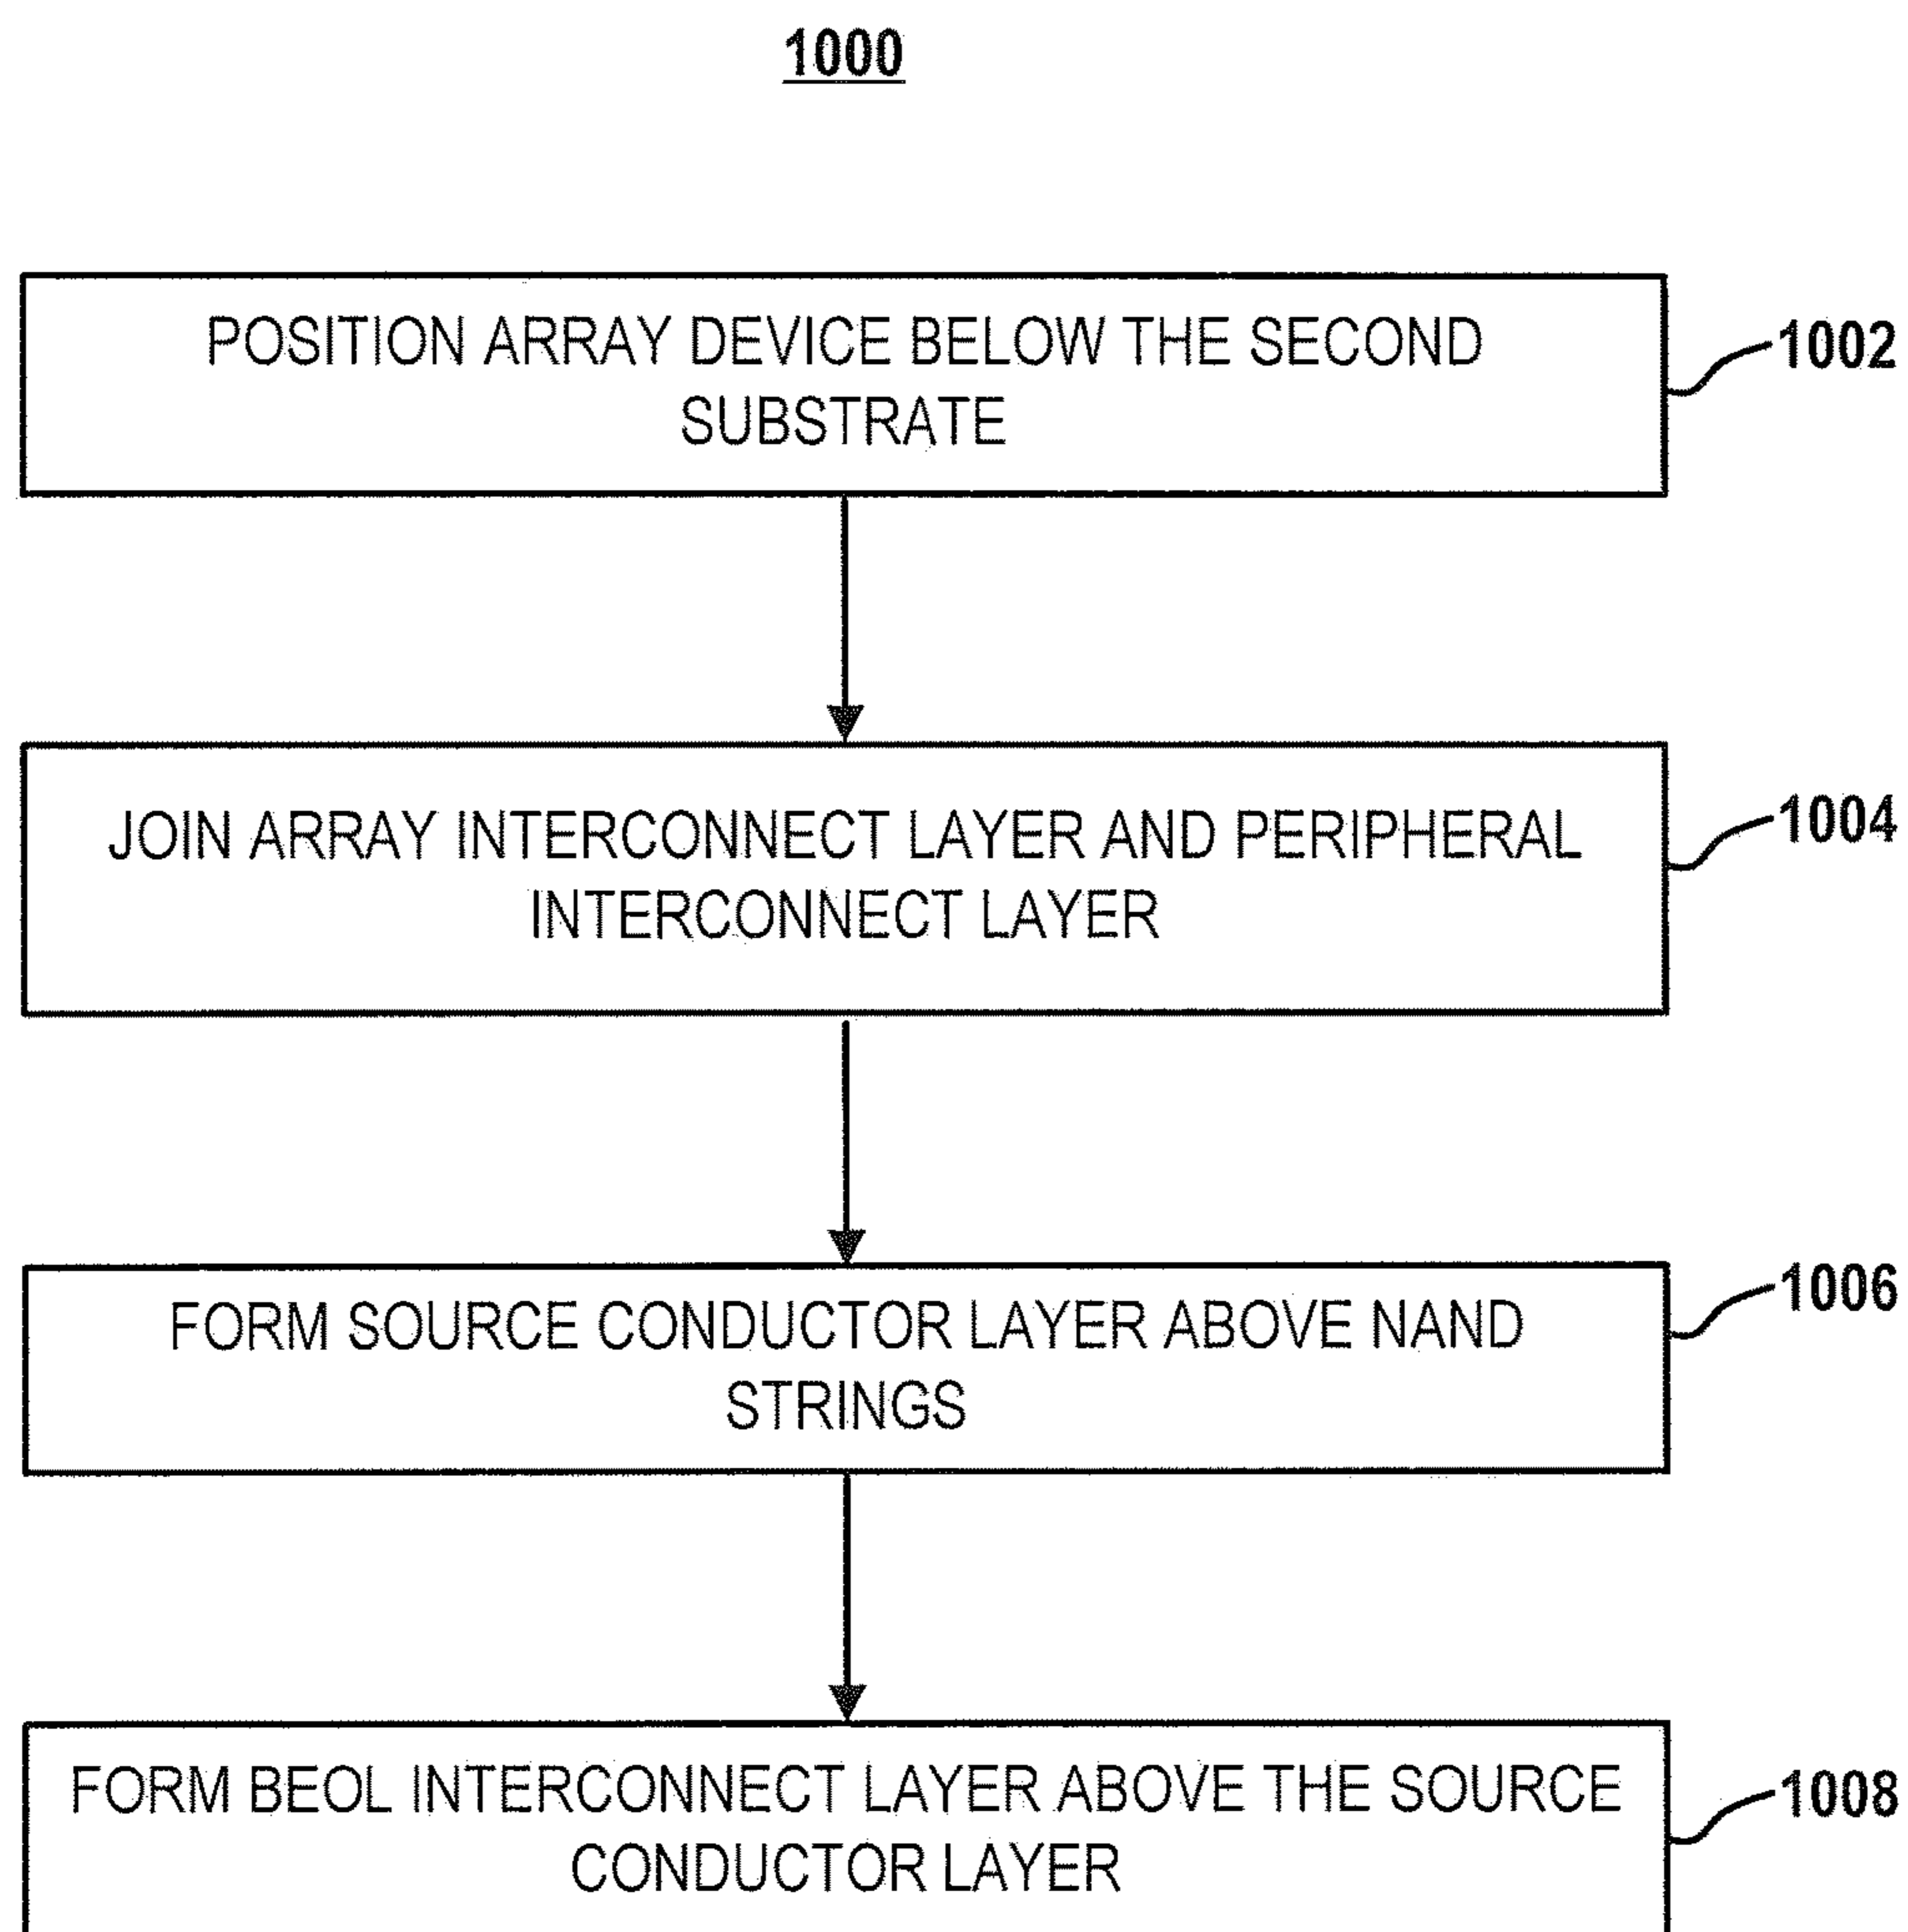 1000
POSITION ARRAY DEVICE BELOW THE SECOND
SUBSTRATE
1002
JOIN ARRAY INTERCONNECT LAYER AND PERIPHERAL
INTERCONNECT LAYER
1004
FORM SOURCE CONDUCTOR LAYER ABOVE NAND
STRINGS
1006
FORM BEOL INTERCONNECT LAYER ABOVE THE SOURCE
CONDUCTOR LAYER
1008